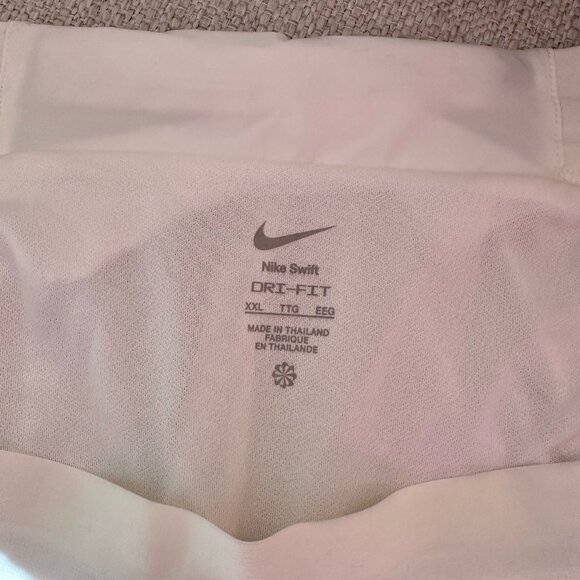 Nike Swift
DRI-FIT
XXL TTG EEG
MADE IN THAILAND
FABRIQUE
EN THAILANDE